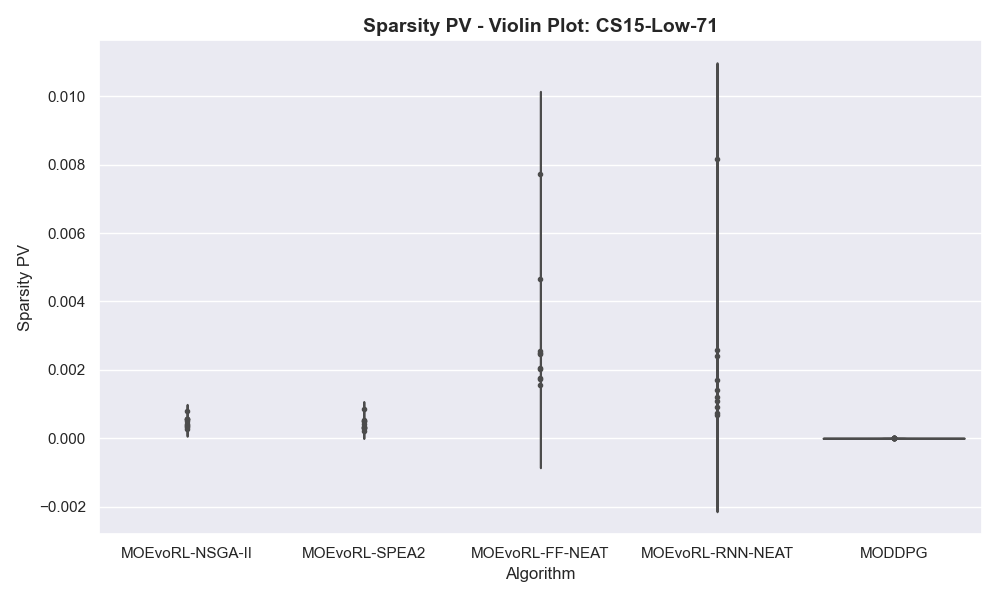 Sparsity PV - Violin Plot: CS15-Low-71
Sparsity PV
0.010
0.008
0.006
0.004
0.002
0.000
−0.002
MOEvoRL-NSGA-II
MOEvoRL-SPEA2
MOEvoRL-FF-NEAT
MOEvoRL-RNN-NEAT
MODDPG
Algorithm